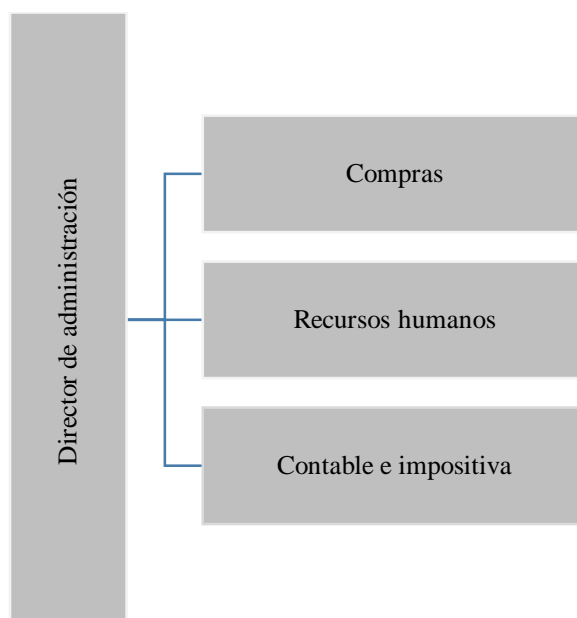 Director de administración
Compras
Recursos humanos
Contable e impositiva